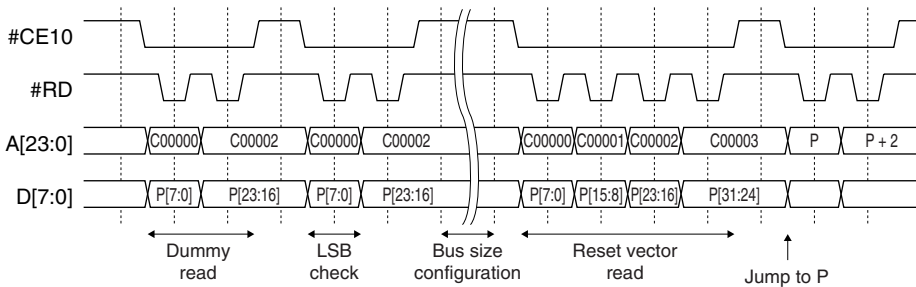 #CE10
#RD
A[23:0] C00000 C00002 C00000 C00002 C00000 C00001 C00002 C00003 P P + 2
D[7:0] P[7:0] P[23:16] P[7:0] P[23:16] P[7:0] P[15:8] P[23:16] P[31:24]
Dummy read
LSB check
Bus size configuration
Reset vector read
Jump to P